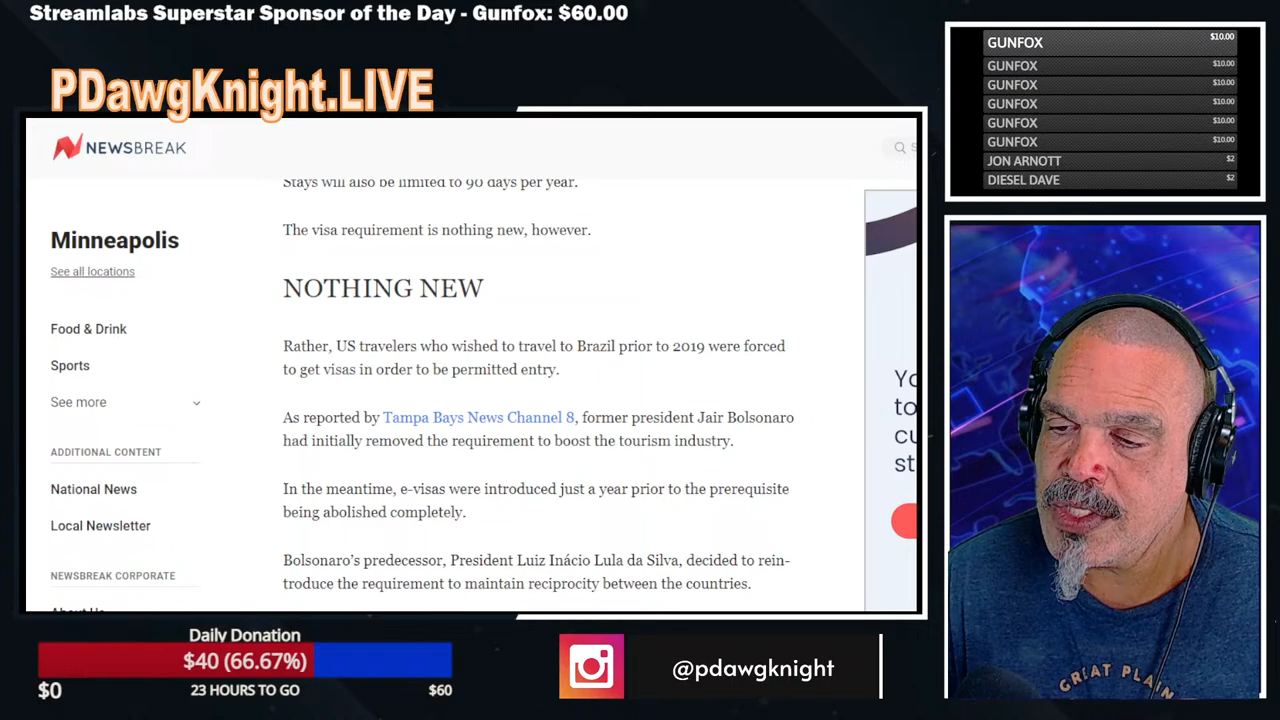 Streamlabs Superstar Sponsor of the Day - Gunfox: $60.00
PDawgKnight.LIVE
NEWSBREAK
S
Minneapolis
See all locations
Food & Drink
Sports
See more
ADDITIONAL CONTENT
National News
Local Newsletter
NEWSBREAK CORPORATE
About Us
Stays will also be limited to 90 days per year.
The visa requirement is nothing new, however.
NOTHING NEW
Rather, US travelers who wished to travel to Brazil prior to 2019 were forced
to get visas in order to be permitted entry.
As reported by Tampa Bays News Channel 8, former president Jair Bolsonaro
had initially removed the requirement to boost the tourism industry.
In the meantime, e-visas were introduced just a year prior to the prerequisite
being abolished completely.
Bolsonaro’s predecessor, President Luiz Inácio Lula da Silva, decided to rein-
troduce the requirement to maintain reciprocity between the countries.
Yo
to
cu
st
GUNFOX $10.00
GUNFOX $10.00
GUNFOX $10.00
GUNFOX $10.00
GUNFOX $10.00
GUNFOX $10.00
JON ARNOTT $2
DIESEL DAVE $2
GREAT PLAIN
Daily Donation
$40 (66.67%)
$0 23 HOURS TO GO $60
@pdawgknight